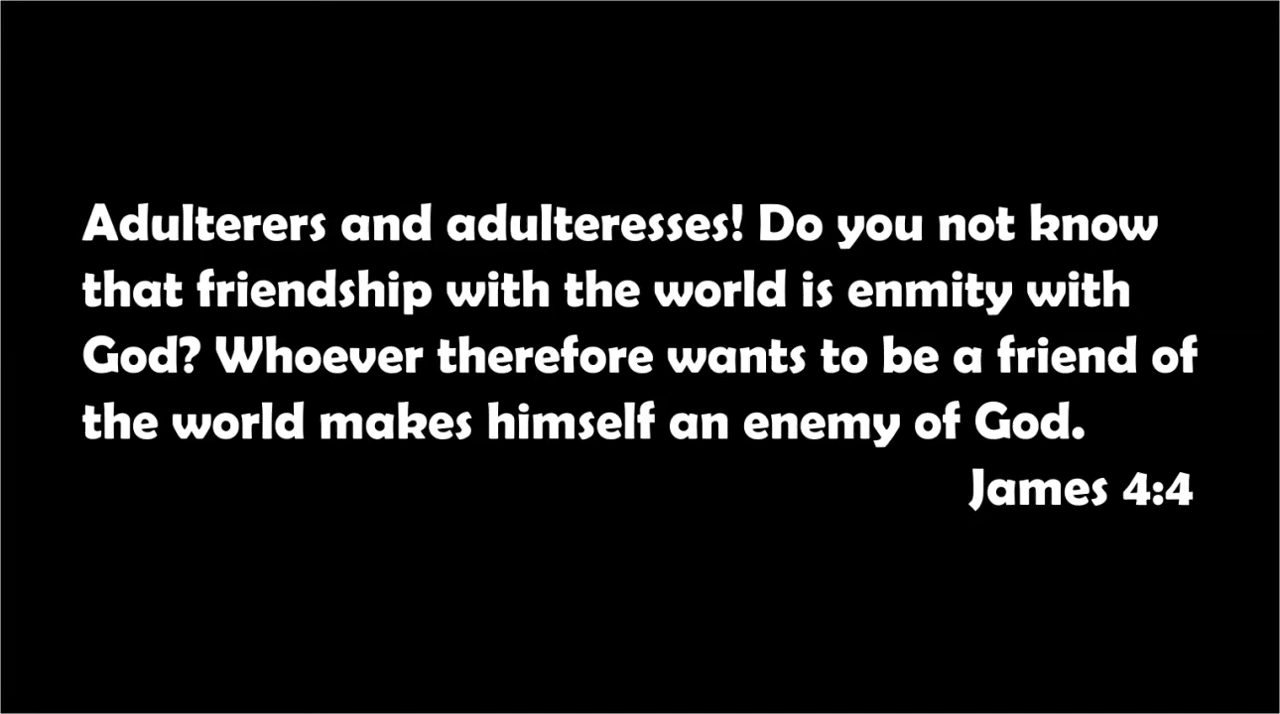 Adulterers and adulteresses! Do you not know
that friendship with the world is enmity with
God? Whoever therefore wants to be a friend of
the world makes himself an enemy of God.
James 4:4